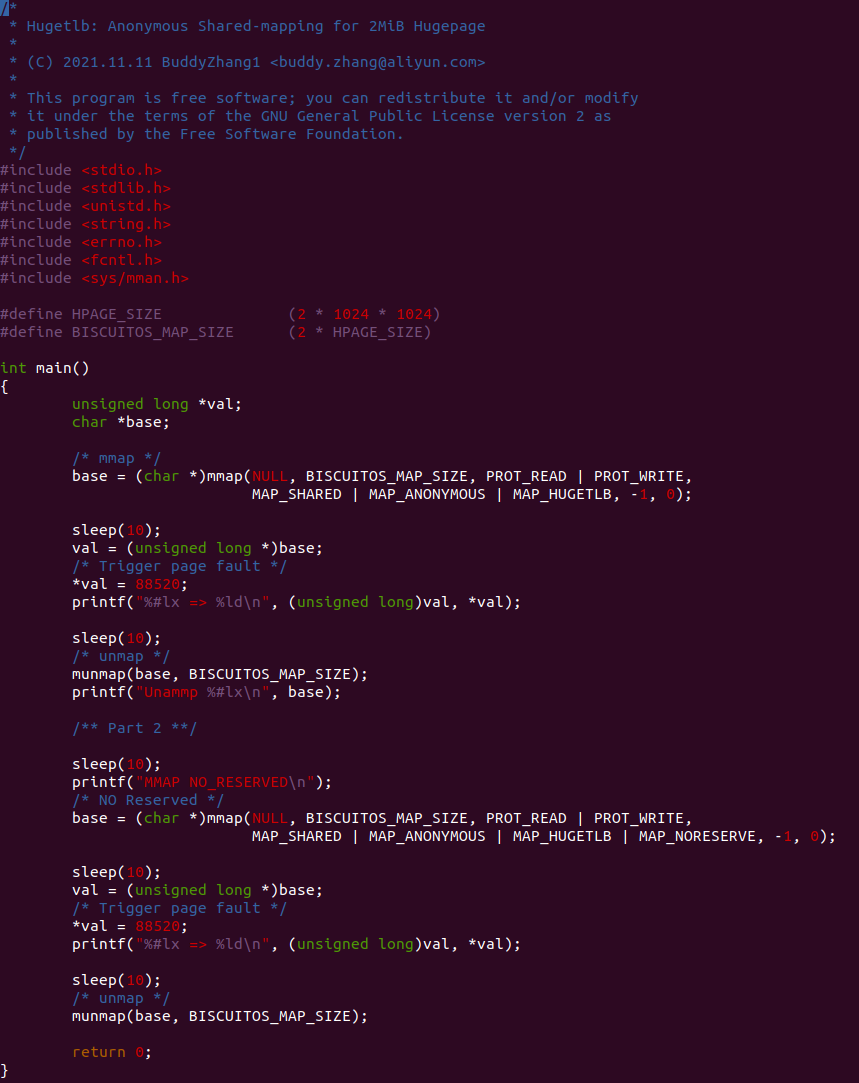 /*
 * Hugetlb: Anonymous Shared-mapping for 2MiB Hugepage
 *
 * (C) 2021.11.11 BuddyZhang1 <buddy.zhang@aliyun.com>
 *
 * This program is free software; you can redistribute it and/or modify
 * it under the terms of the GNU General Public License version 2 as
 * published by the Free Software Foundation.
 */
#include <stdio.h>
#include <stdlib.h>
#include <unistd.h>
#include <string.h>
#include <errno.h>
#include <fcntl.h>
#include <sys/mman.h>

#define HPAGE_SIZE              (2 * 1024 * 1024)
#define BISCUITOS_MAP_SIZE      (2 * HPAGE_SIZE)

int main()
{
        unsigned long *val;
        char *base;

        /* mmap */
        base = (char *)mmap(NULL, BISCUITOS_MAP_SIZE, PROT_READ | PROT_WRITE,
                            MAP_SHARED | MAP_ANONYMOUS | MAP_HUGETLB, -1, 0);

        sleep(10);
        val = (unsigned long *)base;
        /* Trigger page fault */
        *val = 88520;
        printf("%#lx => %ld\n", (unsigned long)val, *val);

        sleep(10);
        /* unmap */
        munmap(base, BISCUITOS_MAP_SIZE);
        printf("Unammp %#lx\n", base);

        /** Part 2 **/

        sleep(10);
        printf("MMAP NO_RESERVED\n");
        /* NO Reserved */
        base = (char *)mmap(NULL, BISCUITOS_MAP_SIZE, PROT_READ | PROT_WRITE,
                            MAP_SHARED | MAP_ANONYMOUS | MAP_HUGETLB | MAP_NORESERVE, -1, 0);

        sleep(10);
        val = (unsigned long *)base;
        /* Trigger page fault */
        *val = 88520;
        printf("%#lx => %ld\n", (unsigned long)val, *val);

        sleep(10);
        /* unmap */
        munmap(base, BISCUITOS_MAP_SIZE);

        return 0;
}